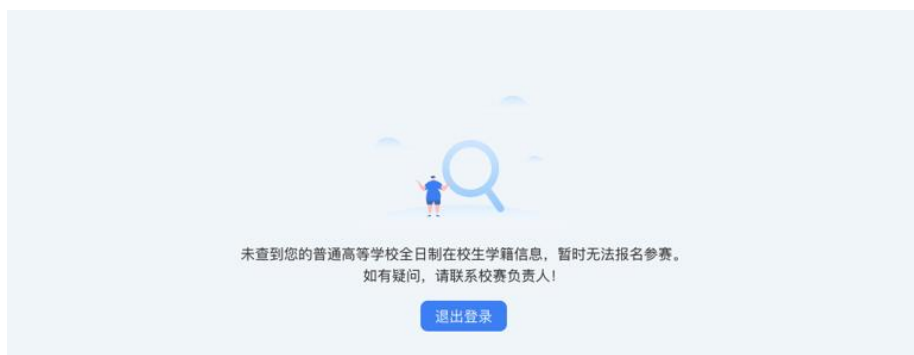 未查到您的普通高等学校全日制在校生学籍信息，暂时无法报名参赛。
如有疑问，请联系校赛负责人！
退出登录